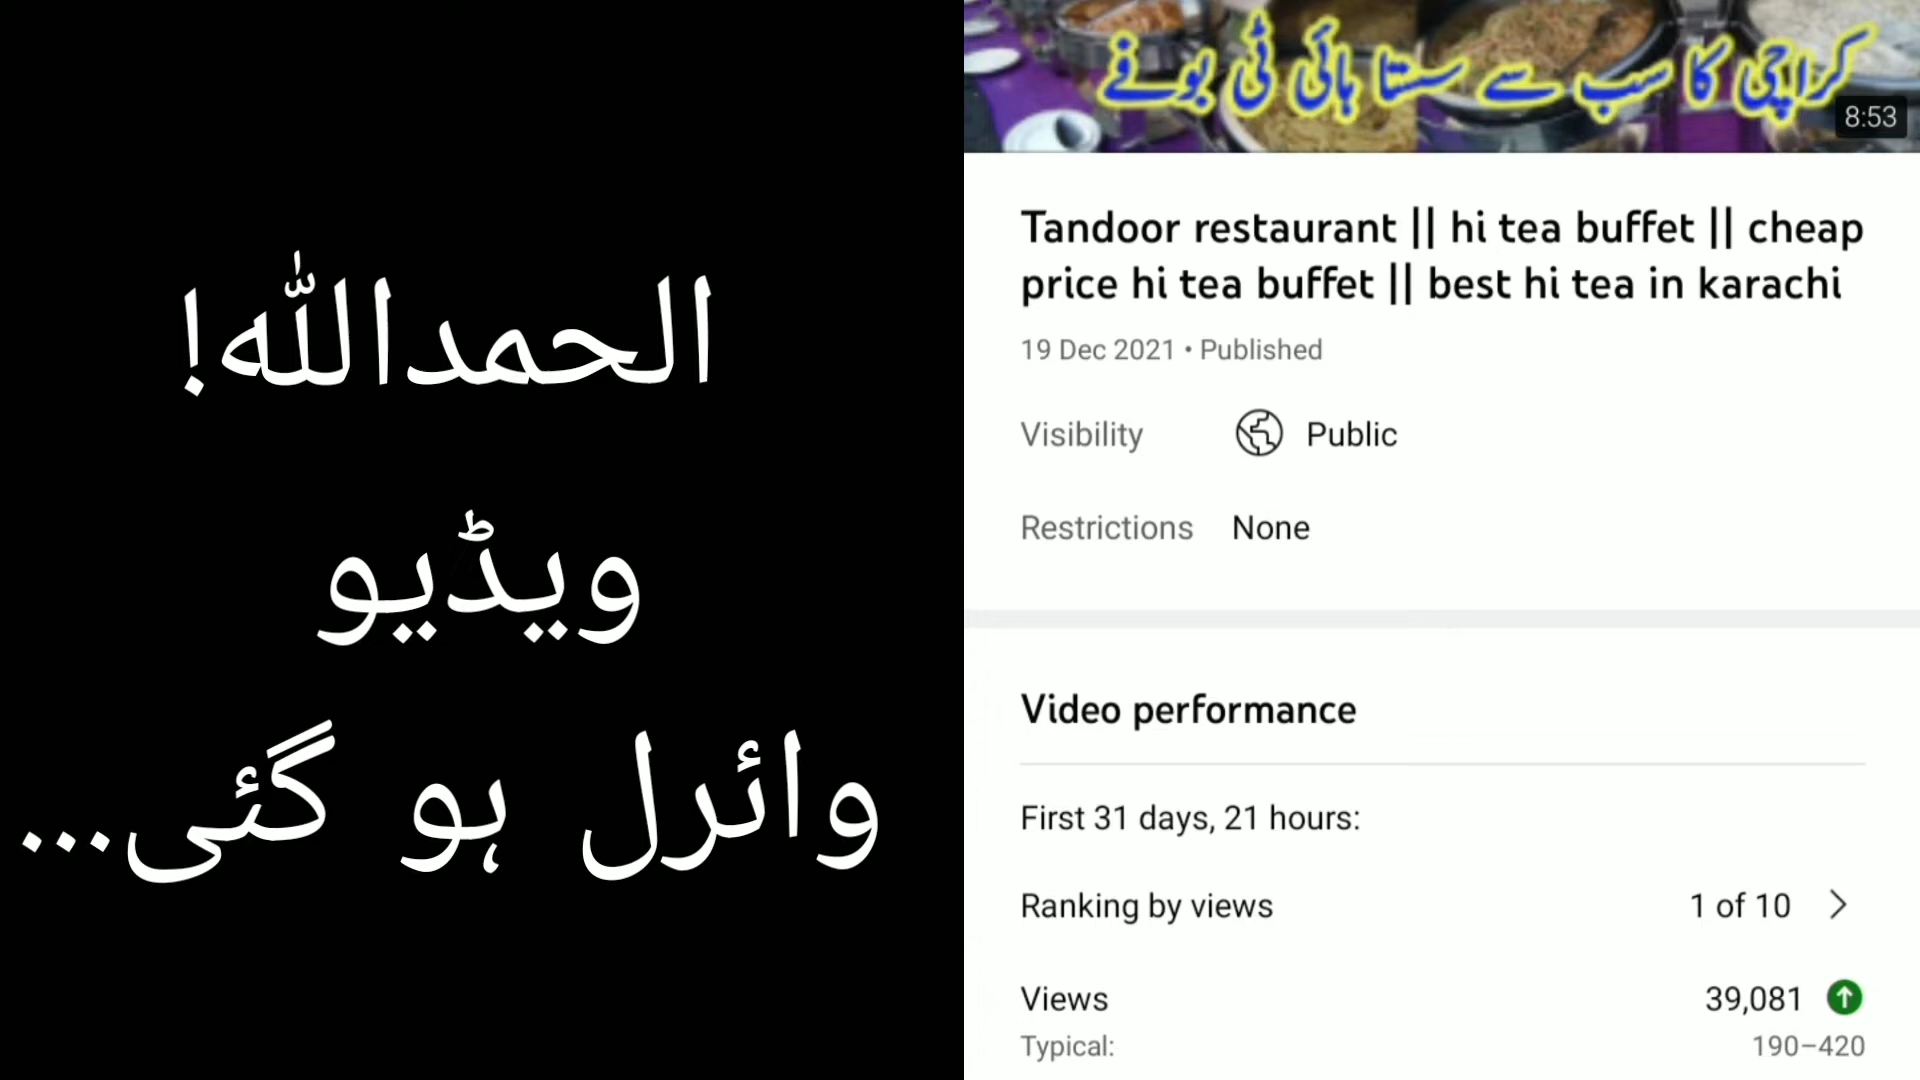 الحمداللہ!
ویڈیو
وائرل ہو گئی...
کراچی کا سب سے سستا ہائی ٹی بوفے
8:53
Tandoor restaurant || hi tea buffet || cheap
price hi tea buffet || best hi tea in karachi
19 Dec 2021 • Published
Visibility Public
Restrictions None
Video performance
First 31 days, 21 hours:
Ranking by views 1 of 10
Views 39,081
Typical: 190–420